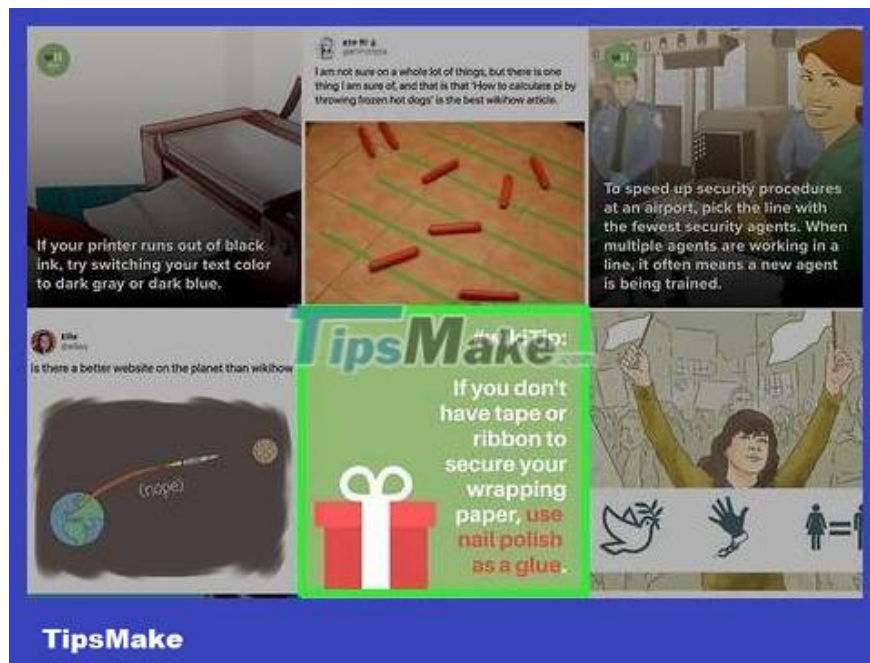 If your printer runs out of black
ink, try switching your text color
to dark gray or dark blue.
I am not sure on a whole lot of things, but there is one
thing I am sure of, and that is that 'How to calculate pi by
throwing frozen hot dogs' is the best wikihow article.
To speed up security procedures
at an airport, pick the line with
the fewest security agents. When
multiple agents are working in a
line, it often means a new agent
is being trained.
Ellie
Is there a better website on the planet than wikihow
(nope)
#wikiTip:
TipsMake.com
If you don't
have tape or
ribbon to
secure your
wrapping
paper, use
nail polish
as a glue.
TipsMake